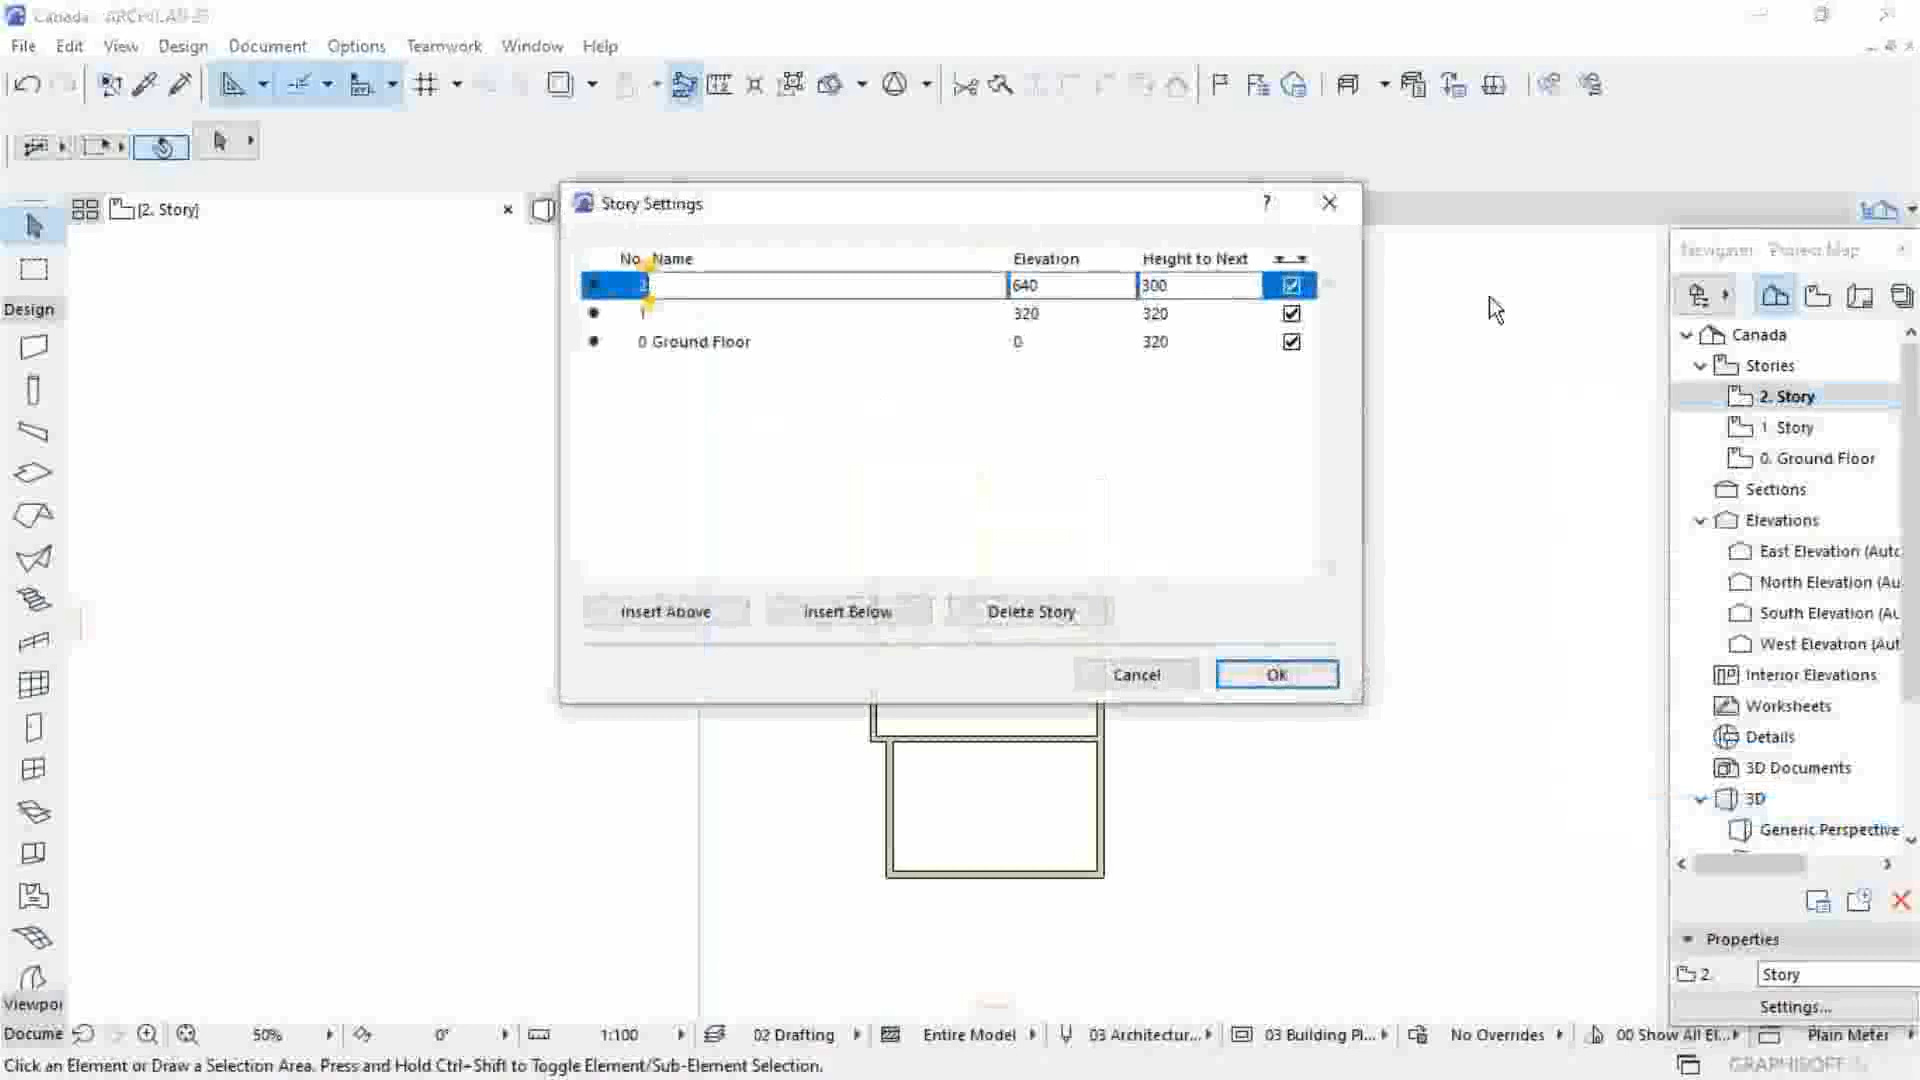 Canada - ARCHICAD 25
File Edit View Design Document Options Teamwork Window Help
[2. Story]
Story Settings
?
No. Name Elevation Height to Next
2 640 300
1 320 320
0 Ground Floor 0 320
Insert Above Insert Below Delete Story
Cancel OK
Design
Viewpoi
Docume
Navigator - Project Map
Canada
Stories
2. Story
1. Story
0. Ground Floor
Sections
Elevations
East Elevation (Autc
North Elevation (Au
South Elevation (Au
West Elevation (Aut
Interior Elevations
Worksheets
Details
3D Documents
3D
Generic Perspective
Properties
2. Story
Settings...
50% 0° 1:100 02 Drafting Entire Model 03 Architectur... 03 Building Pl... No Overrides 00 Show All El... Plain Meter
Click an Element or Draw a Selection Area. Press and Hold Ctrl+Shift to Toggle Element/Sub-Element Selection.
GRAPHISOFT